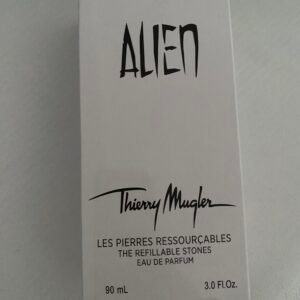 ALIEN
Thierry Mugler
LES PIERRES RESSOURÇABLES
THE REFILLABLE STONES
EAU DE PARFUM
90 mL 3.0 Fl.Oz.